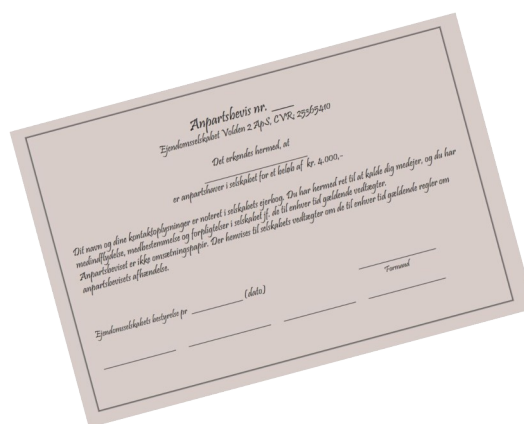 Anpartsbevis nr. ____
Ejendomsselskabet Volden 2 ApS, CVR: 25365410
Det erkendes hermed, at
____________________
er anpartshaver i selskabet for et beløb af kr. 4.000,-
Dit navn og dine kontaktoplysninger er noteret i selskabets ejerbog. Du har hermed ret til at kalde dig medejer, og du har
medindflydelse, medbestemmelse og forpligtelser i selskabet jf. de til enhver tid gældende vedtægter.
Anpartsbeviset er ikke omsætningspapir. Der henvises til selskabets vedtægter om de til enhver tid gældende regler om
anpartsbevisets afhændelse.
Ejendomsselskabets bestyrelse pr. __________ (dato)
Formand